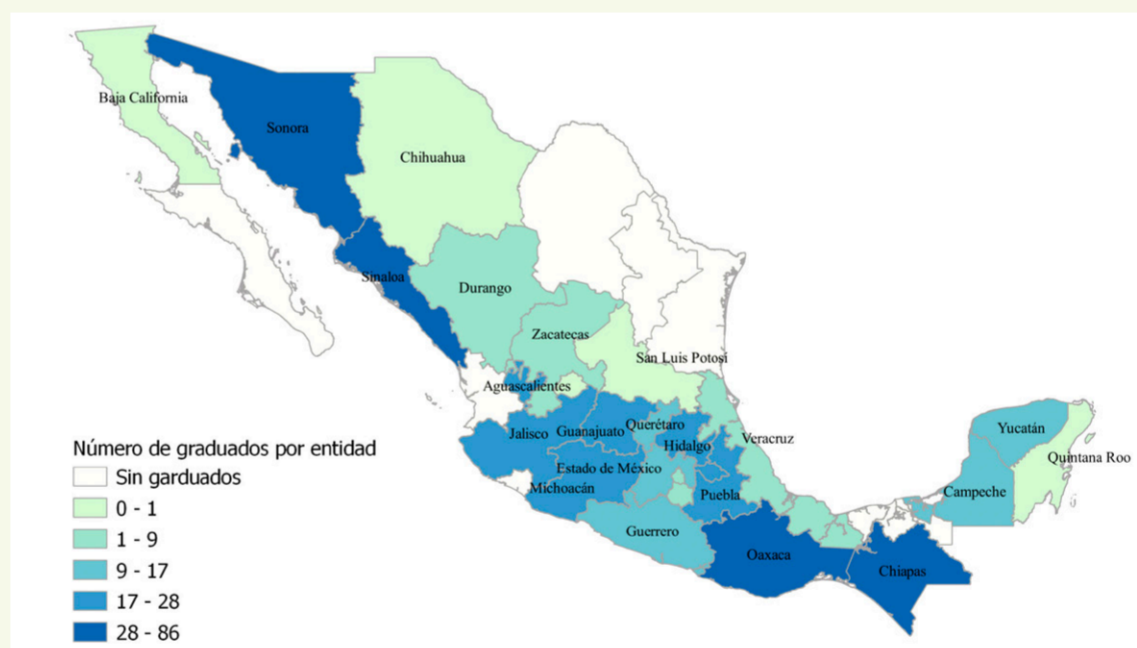 Baja California
Sonora
Chihuahua
Sinaloa
Durango
Zacatecas
San Luis Potosí
Aguascalientes
Jalisco
Guanajuato
Querétaro
Hidalgo
Veracruz
Estado de México
Michoacán
Puebla
Guerrero
Oaxaca
Chiapas
Yucatán
Quintana Roo
Campeche
Número de graduados por entidad
Sin garduados
0 - 1
1 - 9
9 - 17
17 - 28
28 - 86